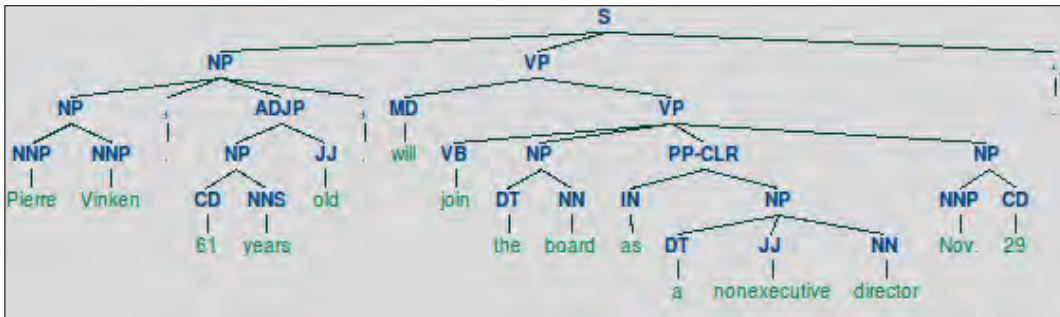 S
NP VP .
NP , ADJP , MD VP .
NNP NNP , NP JJ , will VB NP PP-CLR NP
Pierre Vinken CD NNS old join DT NN IN NP NNP CD
61 years the board as DT JJ NN Nov. 29
a nonexecutive director